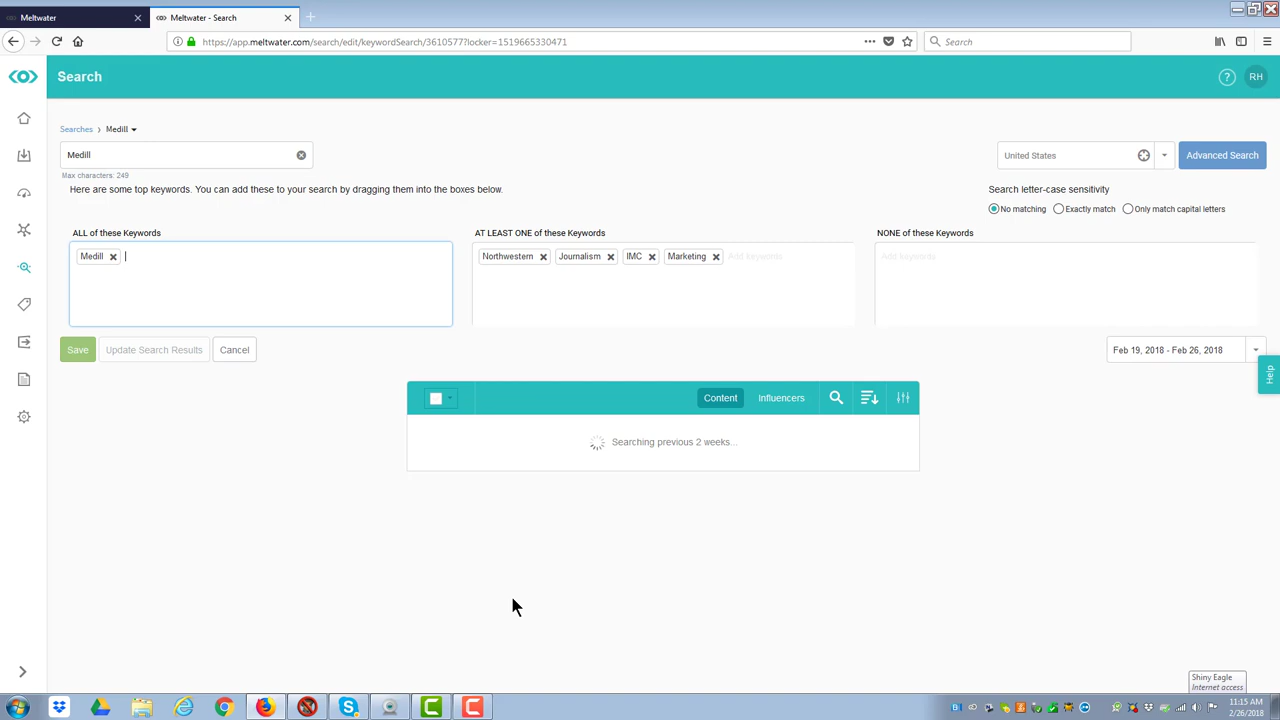 Meltwater
Meltwater - Search
https://app.meltwater.com/search/edit/keywordSearch/3610577?locker=1519665330471
Search
Search
RH
Searches > Medill
Medill
United States
Advanced Search
Max characters: 249
Here are some top keywords. You can add these to your search by dragging them into the boxes below.
Search letter-case sensitivity
No matching
Exactly match
Only match capital letters
ALL of these Keywords
AT LEAST ONE of these Keywords
NONE of these Keywords
Medill
Northwestern
Journalism
IMC
Marketing
Add keywords
Add keywords
Save
Update Search Results
Cancel
Feb 19, 2018 - Feb 26, 2018
Help
Content
Influencers
Searching previous 2 weeks...
Shiny Eagle
Internet access
11:15 AM
2/26/2018